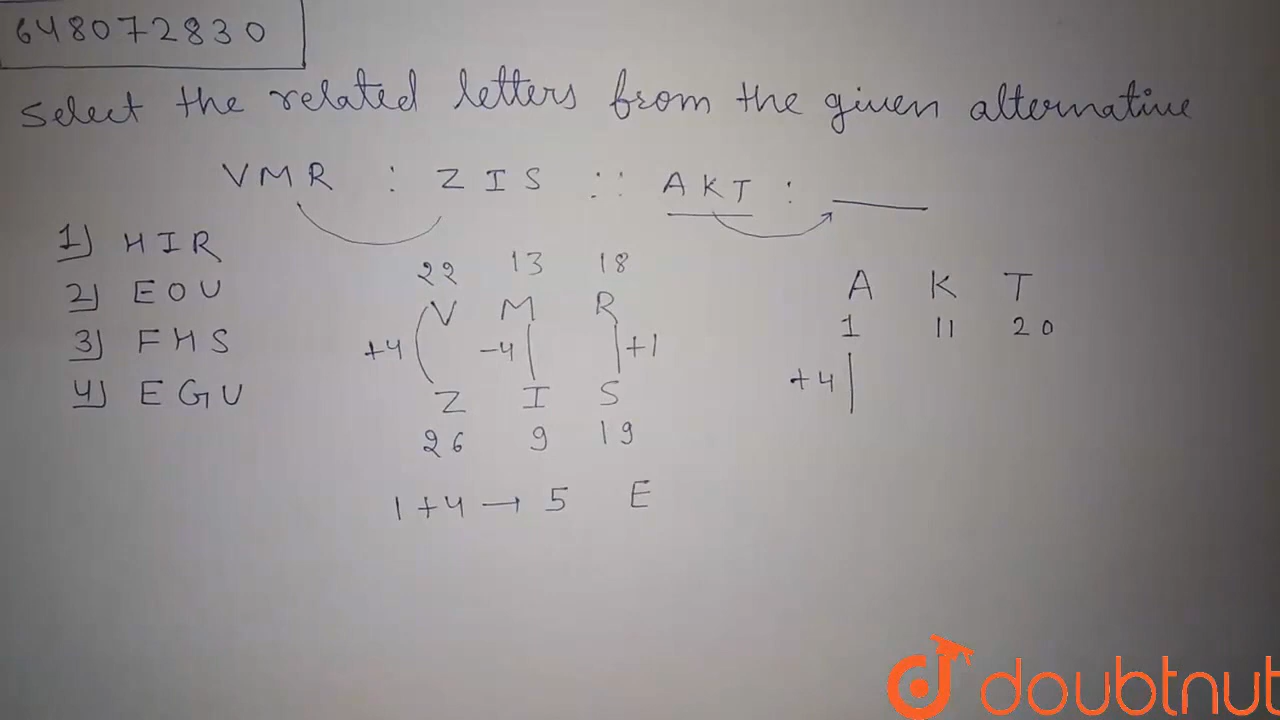 648072830
Select the related letters from the given alternative
VMR : ZIS :: AKT : ____
1) HIR
2) EOU
3) FHS
4) EGU
22 13 18
V M R
+4 -4 +1
Z I S
26 9 19
1+4 → 5 E
A K T
1 11 20
+4
doubtnut